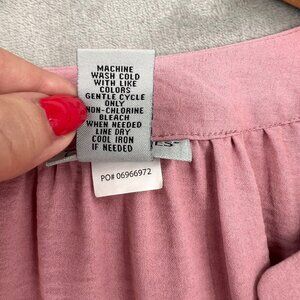 MACHINE
WASH COLD
WITH LIKE
COLORS
GENTLE CYCLE
ONLY
NON-CHLORINE
BLEACH
WHEN NEEDED
LINE DRY
COOL IRON
IF NEEDED
PO# 06966972